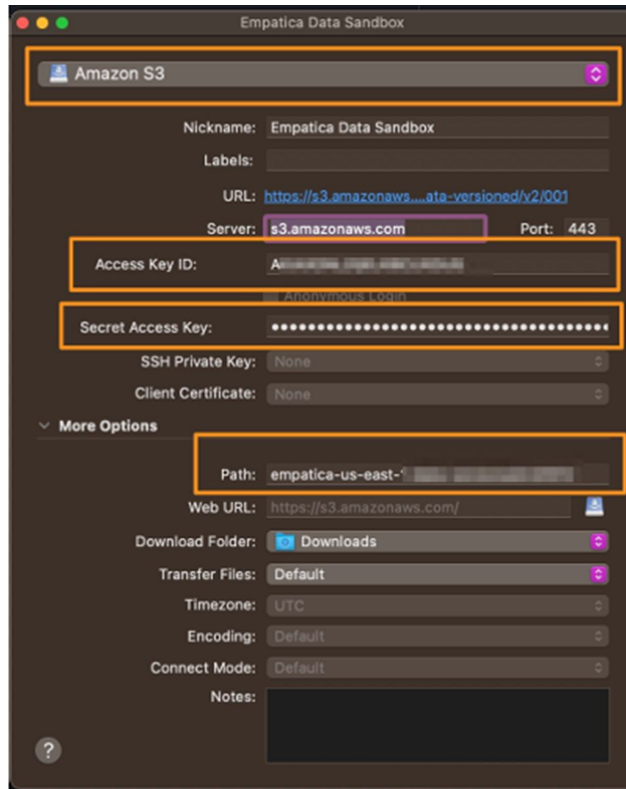 Empatica Data Sandbox
Amazon S3
Nickname: Empatica Data Sandbox
Labels:
URL: https://s3.amazonaws....ata-versioned/v2/001
Server: s3.amazonaws.com Port: 443
Access Key ID: A
Anonymous Login
Secret Access Key: ••••••••••••••••••••••••••••••••••••••
SSH Private Key: None
Client Certificate: None
More Options
Path: empatica-us-east-
Web URL: https://s3.amazonaws.com/
Download Folder: Downloads
Transfer Files: Default
Timezone: UTC
Encoding: Default
Connect Mode: Default
Notes:
?